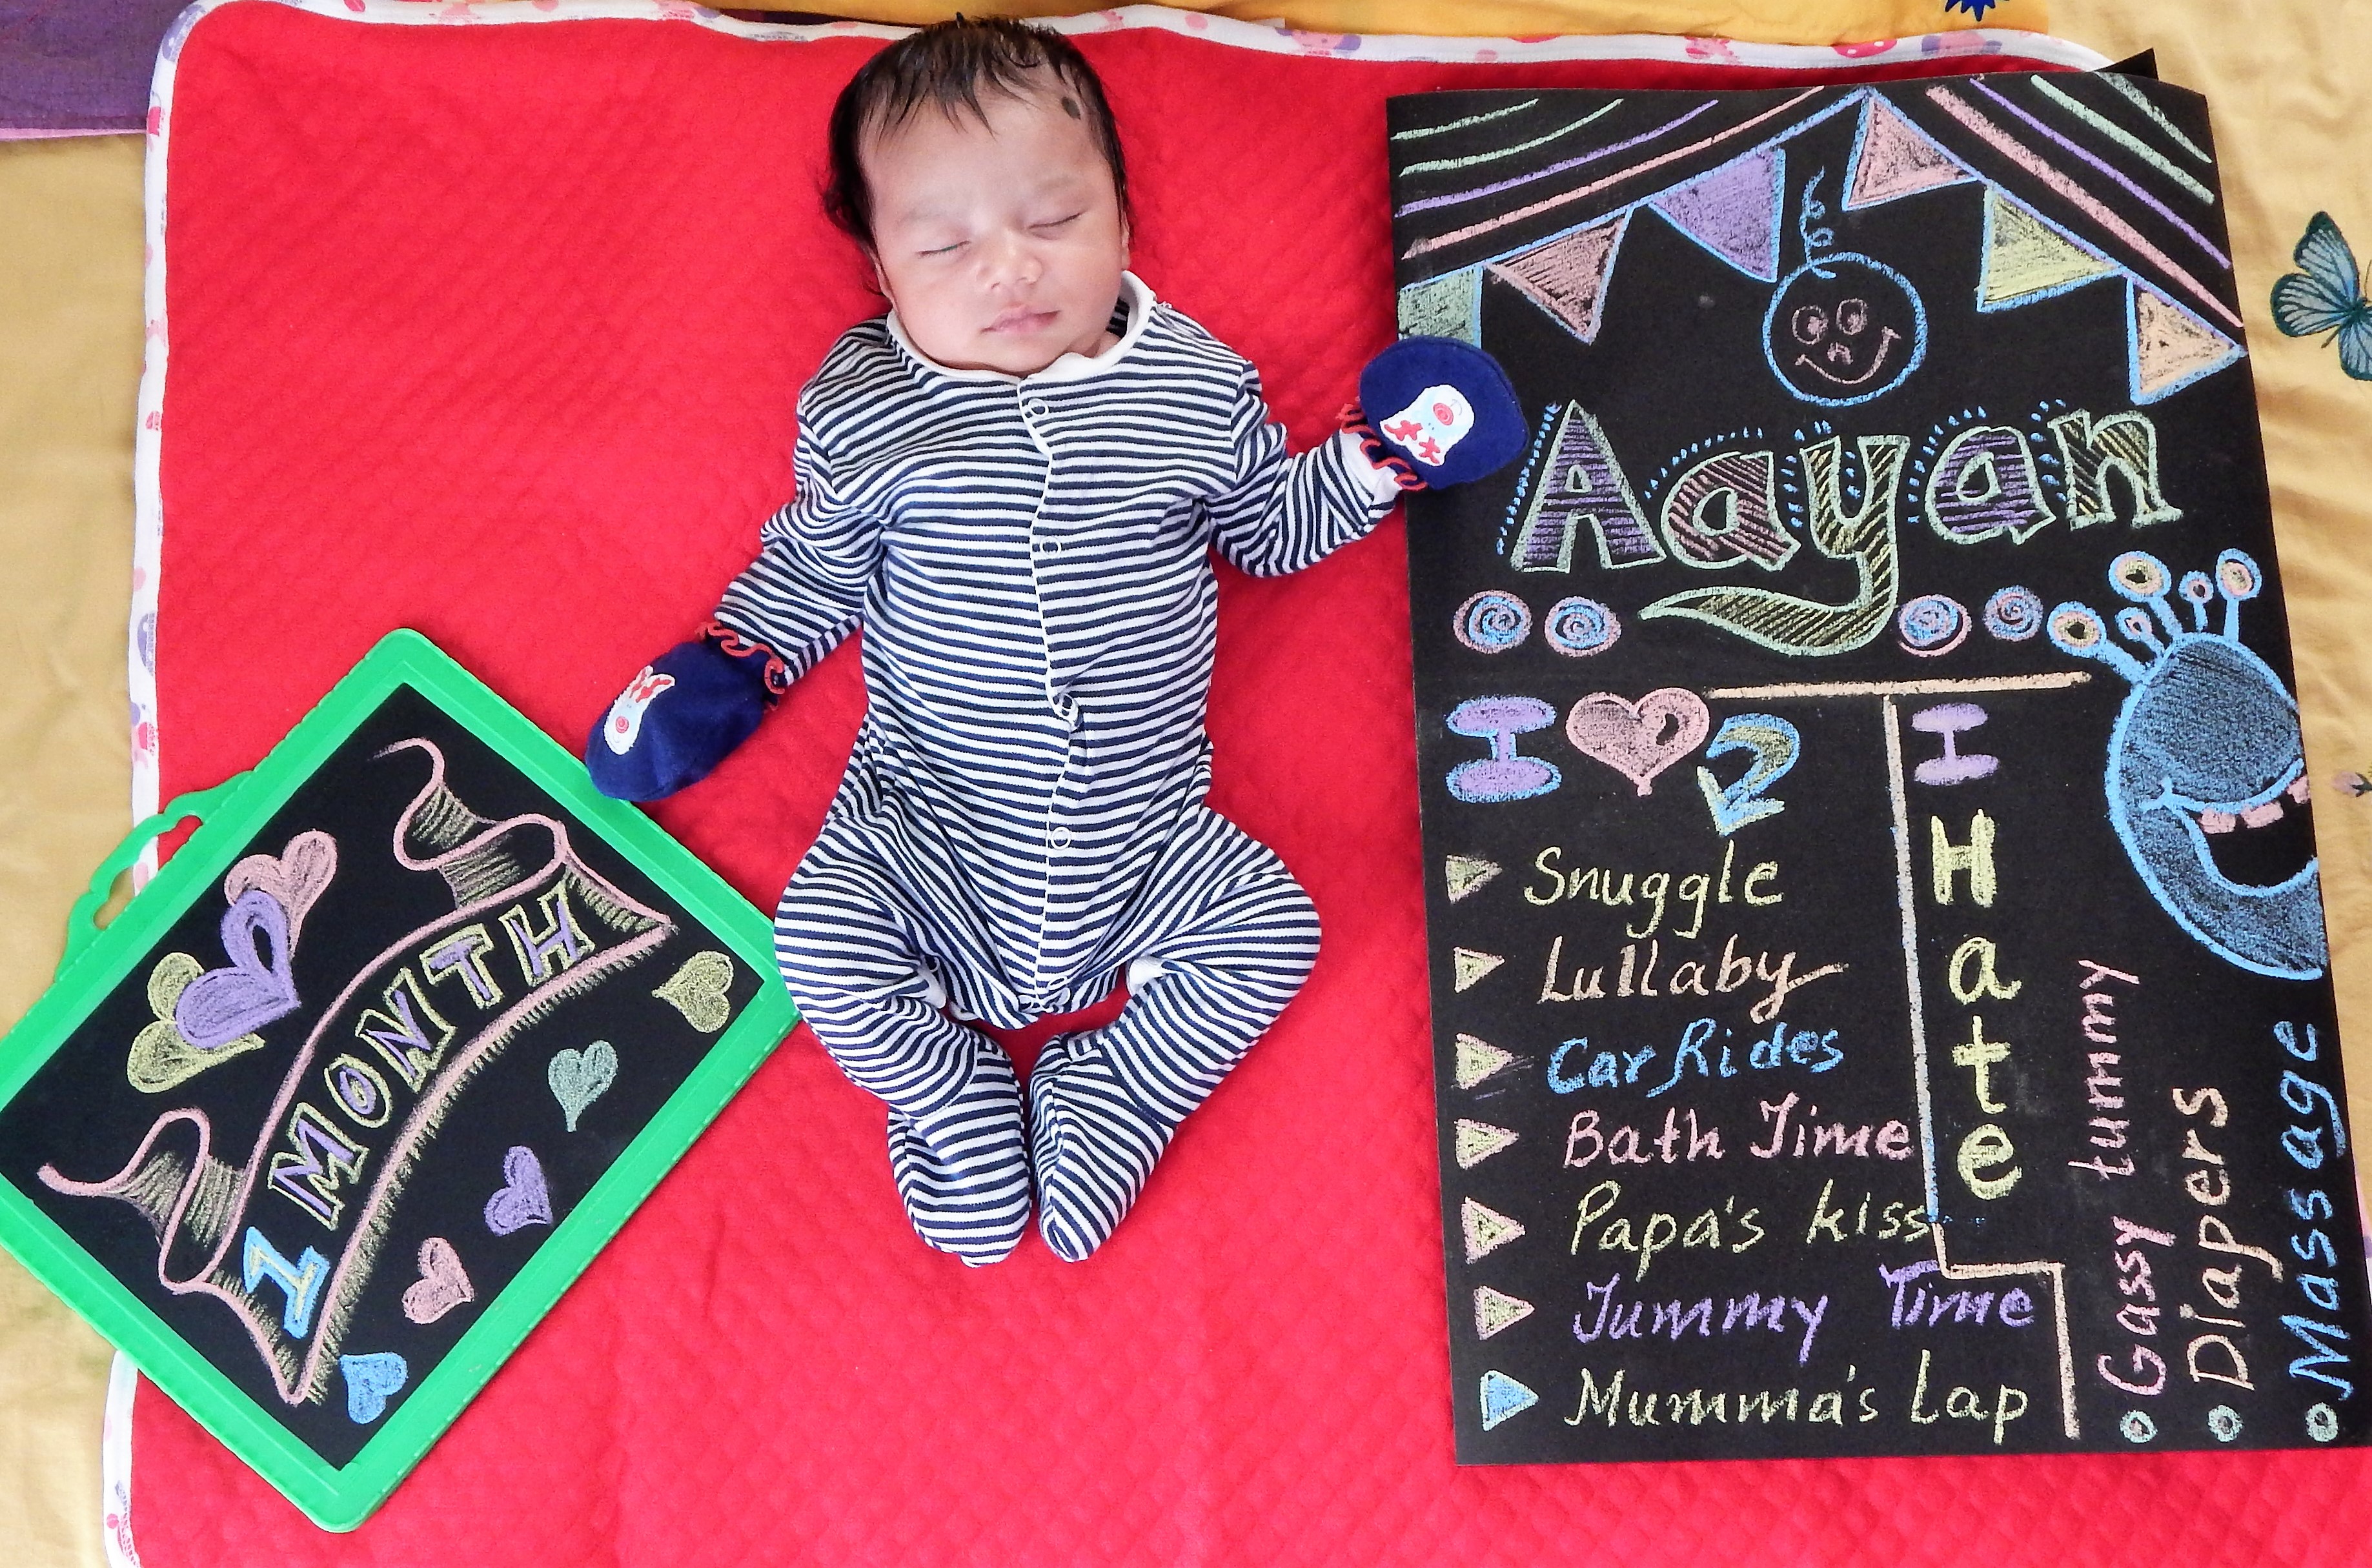 1 MONTH
Aayan
I ❤ 2
Snuggle
Lullaby
Car Rides
Bath Time
Papa's kiss
Tummy Time
Mumma's Lap
I Hate
Gassy tummy
Diapers
Massage